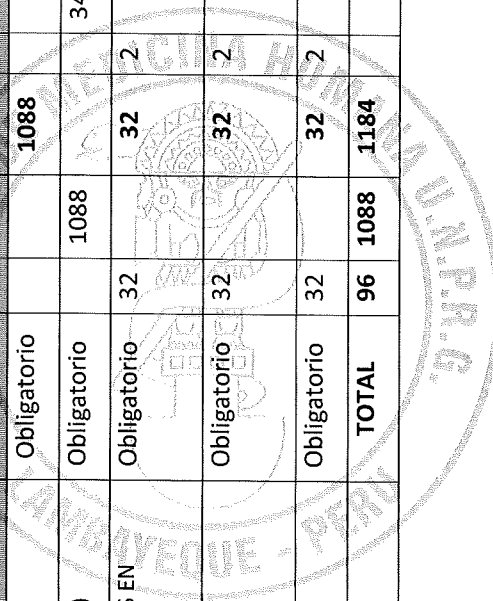 Obligatorio 1088
) Obligatorio 1088 34
S EN Obligatorio 32 32 2
Obligatorio 32 32 2
Obligatorio 32 32 2
TOTAL 96 1088 1184
MEDICINA HUMANA U.N.P.R.G.
LAMBAYEQUE - PERU